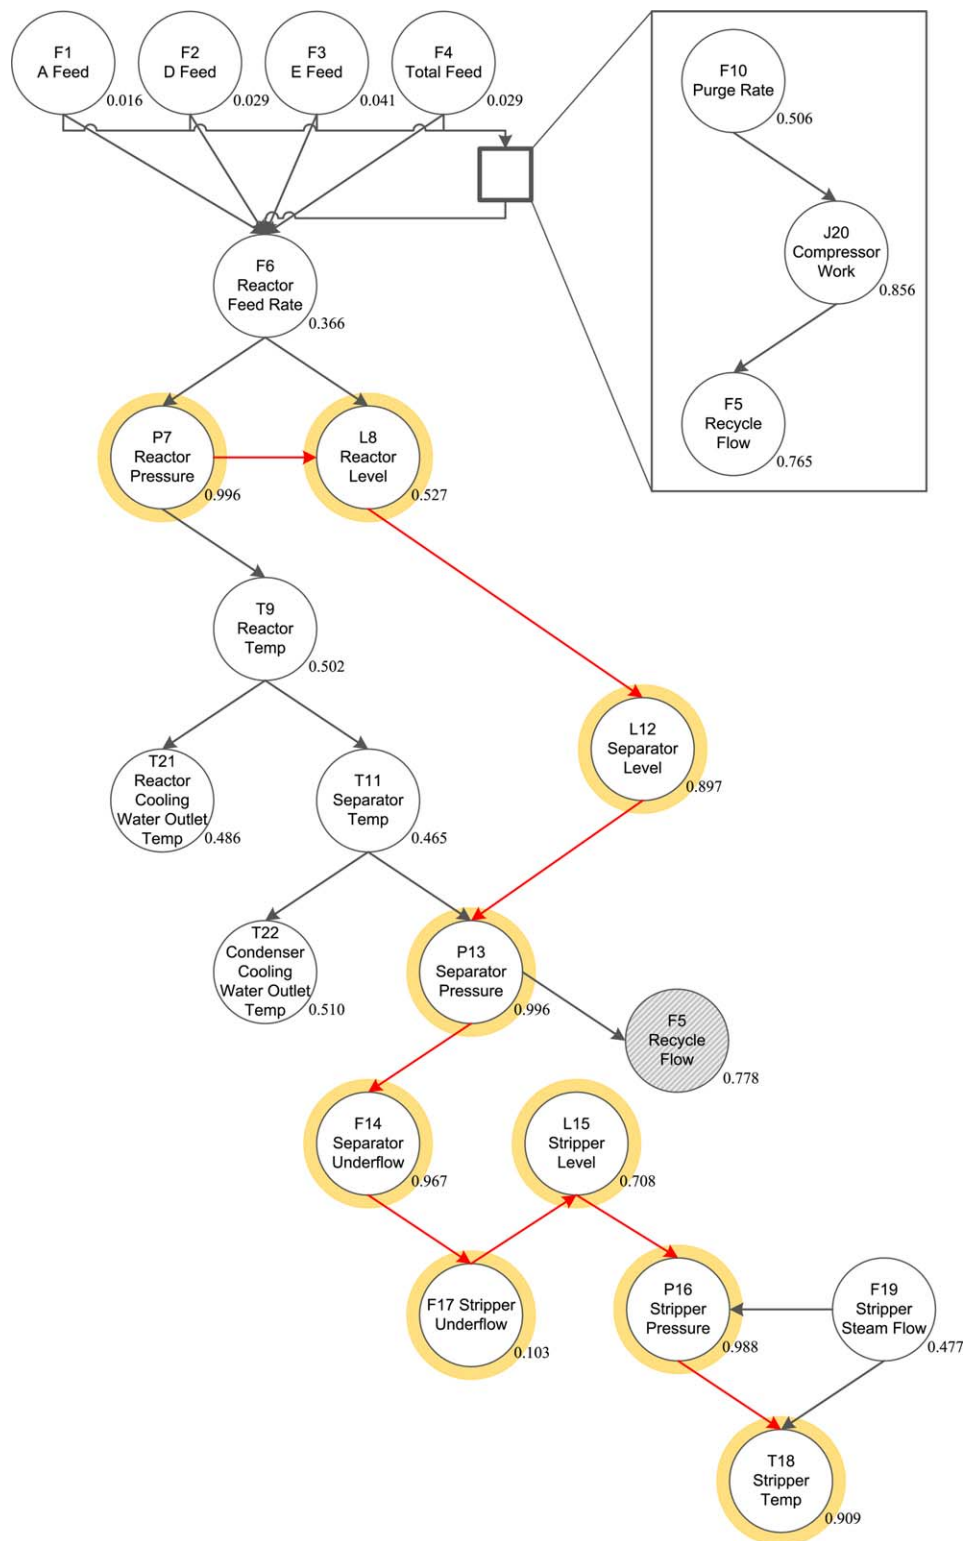 F1
A Feed
0.016
F2
D Feed
0.029
F3
E Feed
0.041
F4
Total Feed
0.029
F10
Purge Rate
0.506
J20
Compressor
Work
0.856
F5
Recycle
Flow
0.765
F6
Reactor
Feed Rate
0.366
P7
Reactor
Pressure
0.996
L8
Reactor
Level
0.527
T9
Reactor
Temp
0.502
L12
Separator
Level
0.897
T21
Reactor
Cooling
Water Outlet
Temp
0.486
T11
Separator
Temp
0.465
T22
Condenser
Cooling
Water Outlet
Temp
0.510
P13
Separator
Pressure
0.996
F5
Recycle
Flow
0.778
F14
Separator
Underflow
0.967
L15
Stripper
Level
0.708
F17 Stripper
Underflow
0.103
P16
Stripper
Pressure
0.988
F19
Stripper
Steam Flow
0.477
T18
Stripper
Temp
0.909